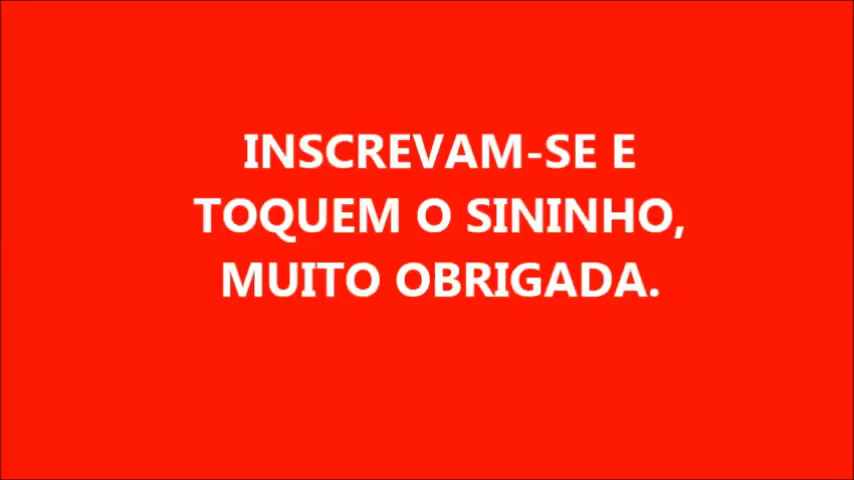 INSCREVAM-SE E
TOQUEM O SININHO,
MUITO OBRIGADA.